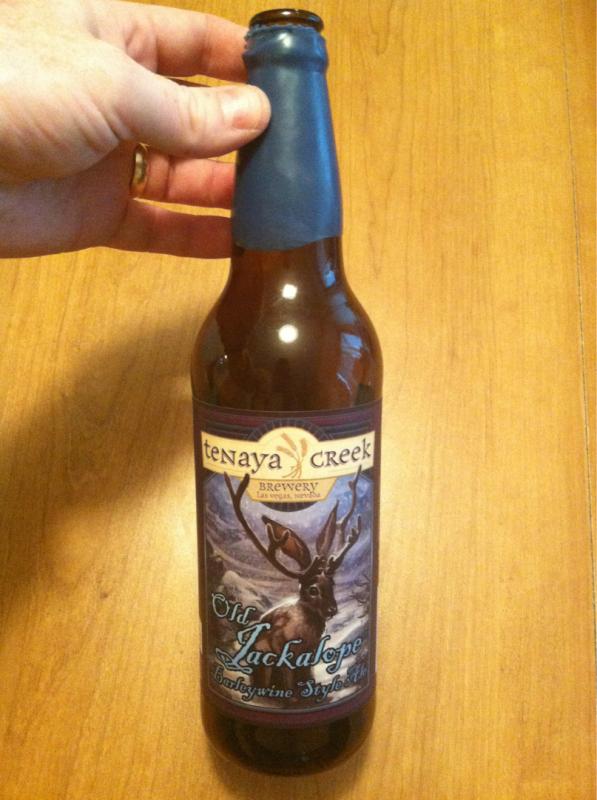 teNaya CReek
BReweRy
Las vegas, nevada
Old
Jackalope
Barleywine Style Ale